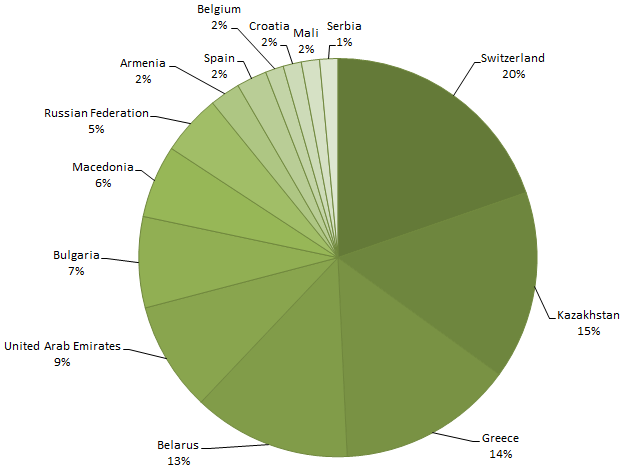 Switzerland
20%
Kazakhstan
15%
Greece
14%
Belarus
13%
United Arab Emirates
9%
Bulgaria
7%
Macedonia
6%
Russian Federation
5%
Armenia
2%
Spain
2%
Belgium
2%
Croatia
2%
Mali
2%
Serbia
1%